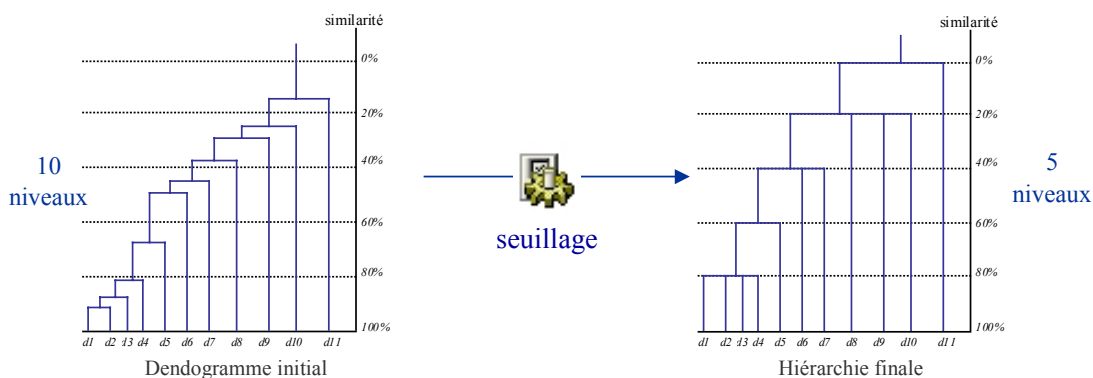 similarité
0%
20%
40%
60%
80%
100%
10
niveaux
d1 d2 d3 d4 d5 d6 d7 d8 d9 d10 d11
Dendogramme initial
seuillage
similarité
0%
20%
40%
60%
80%
100%
5
niveaux
d1 d2 d3 d4 d5 d6 d7 d8 d9 d10 d11
Hiérarchie finale